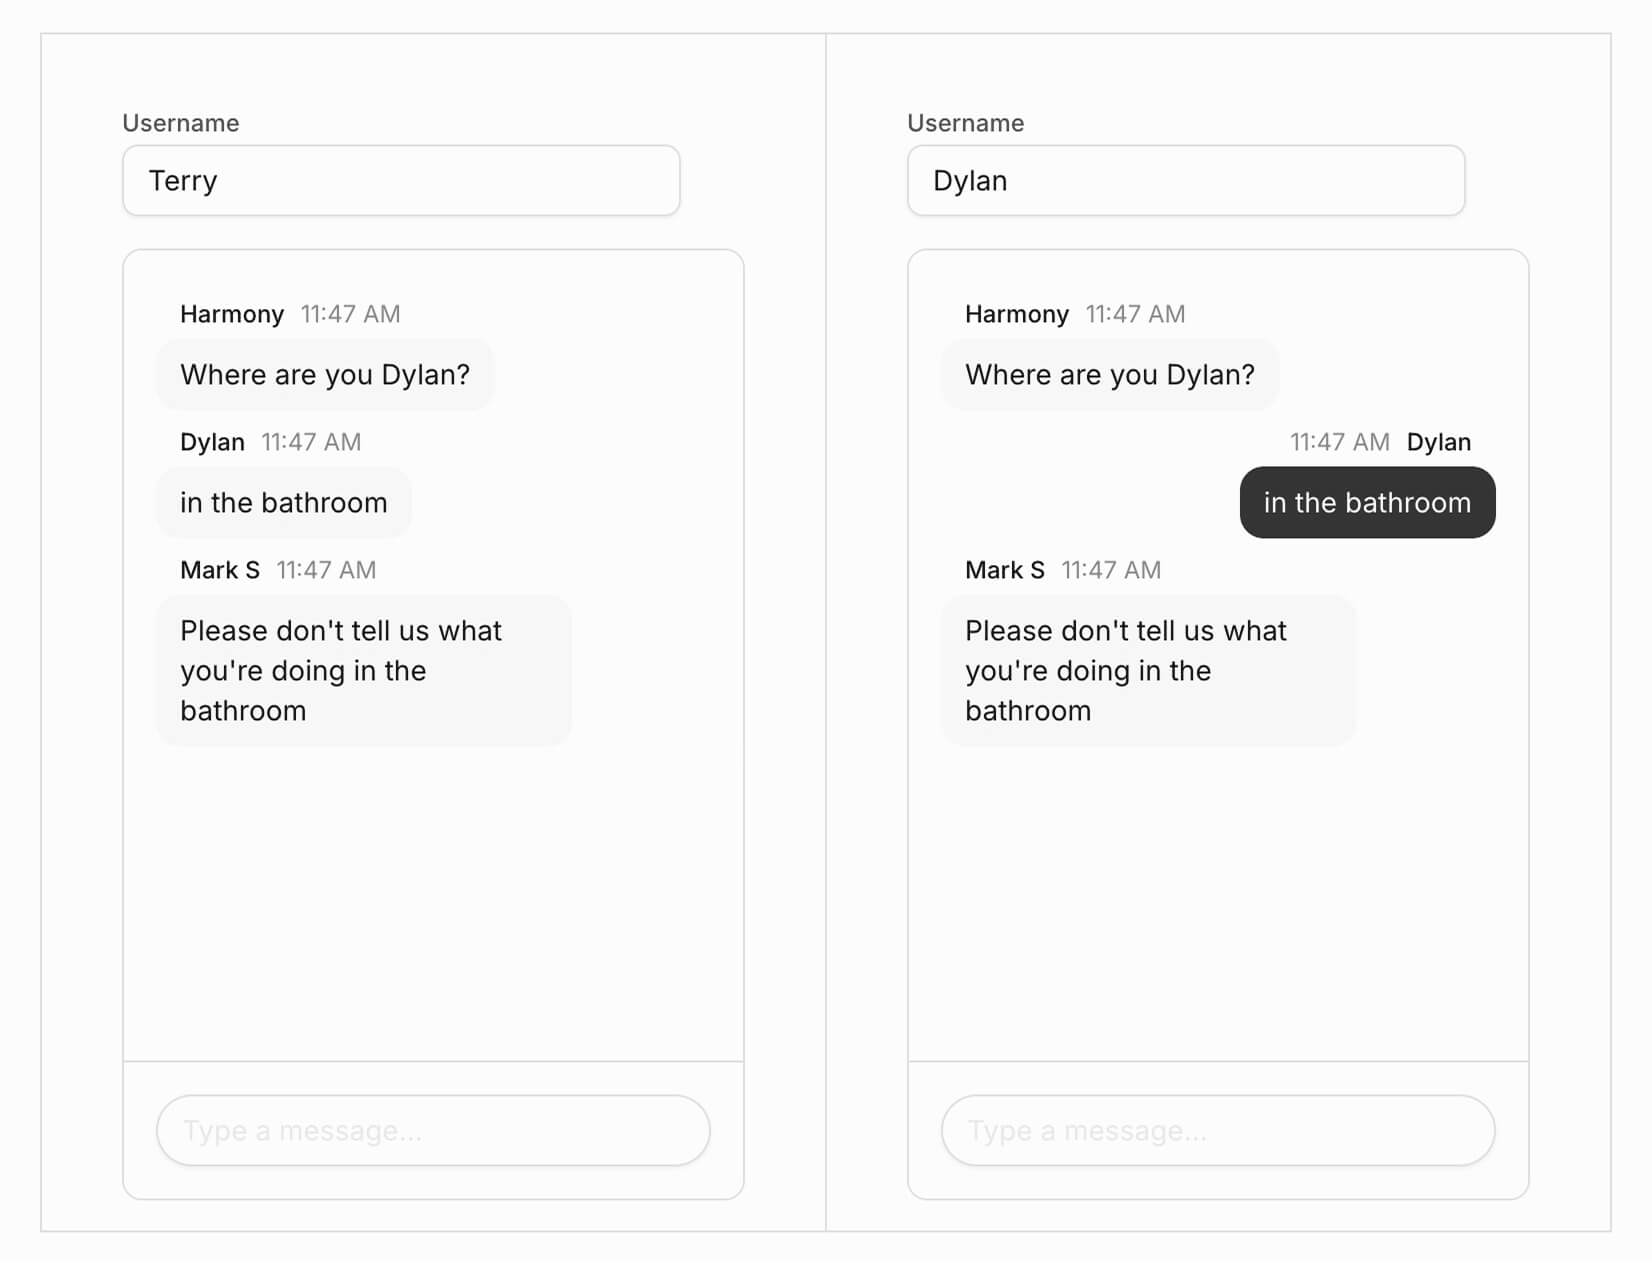 Username
Terry
Harmony 11:47 AM
Where are you Dylan?
Dylan 11:47 AM
in the bathroom
Mark S 11:47 AM
Please don't tell us what
you're doing in the
bathroom
Type a message...
Username
Dylan
Harmony 11:47 AM
Where are you Dylan?
11:47 AM Dylan
in the bathroom
Mark S 11:47 AM
Please don't tell us what
you're doing in the
bathroom
Type a message...